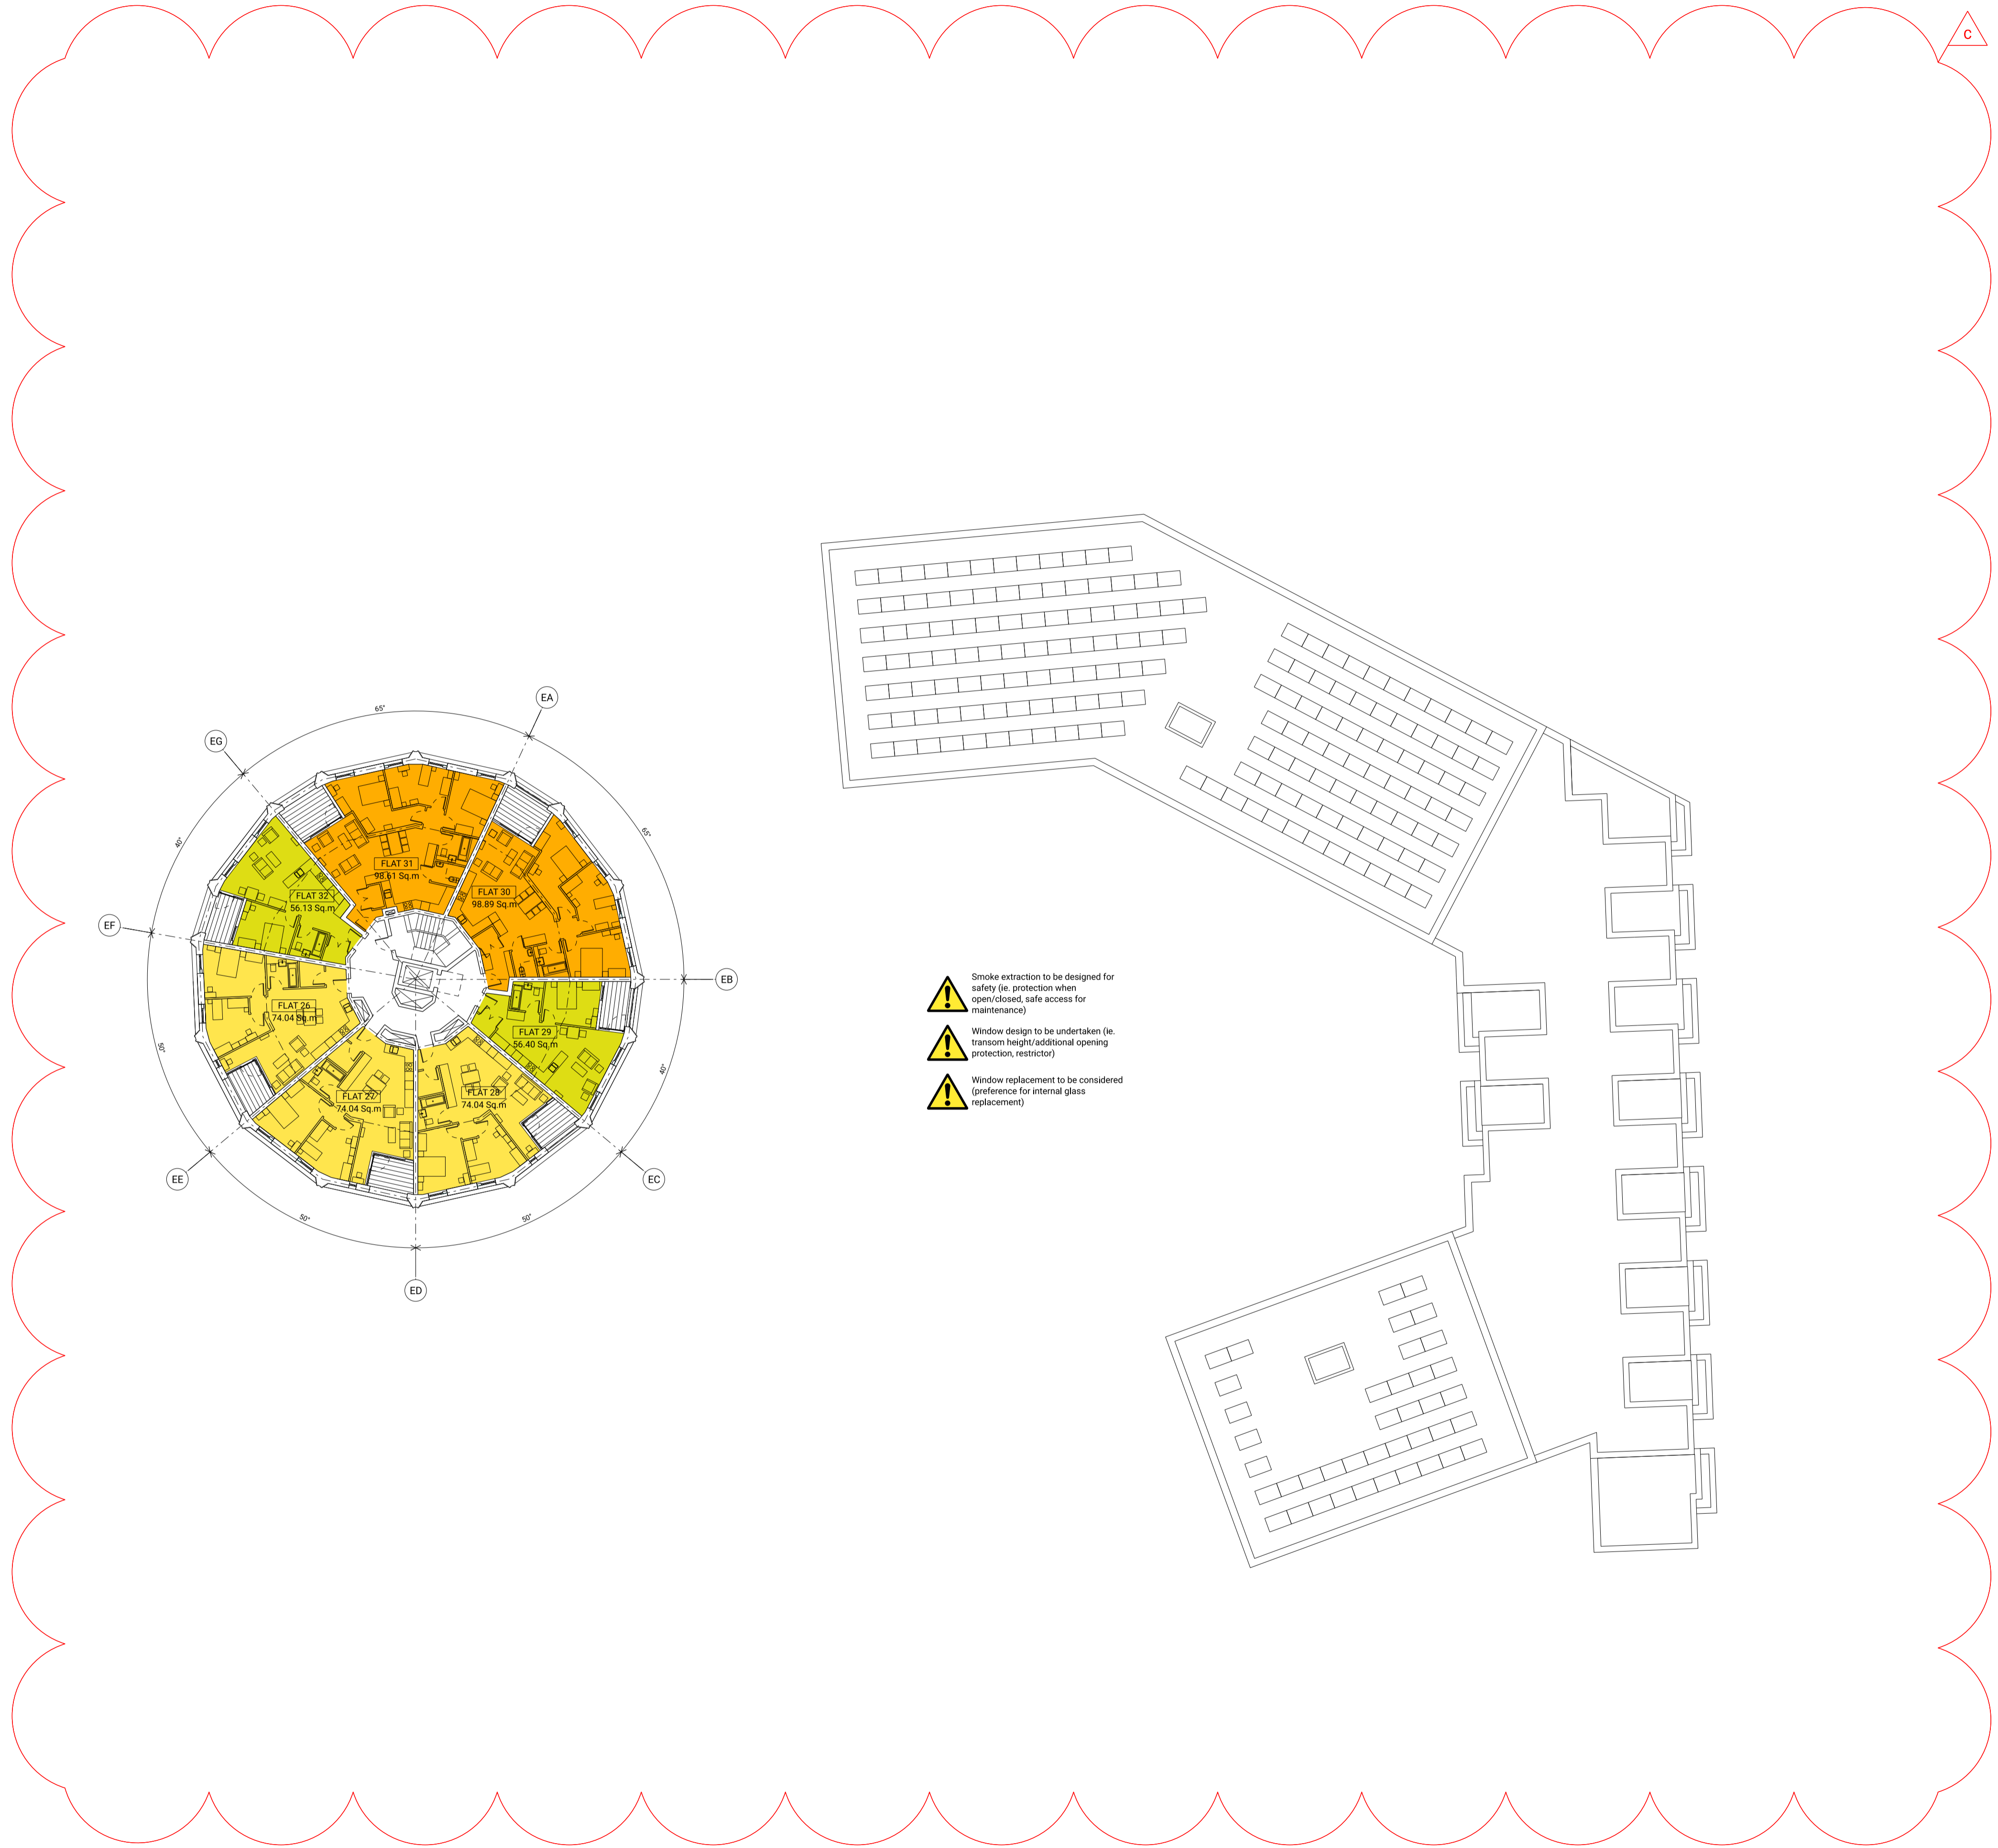 C
EA
65°
EG
65°
40°
FLAT 31
98.61 Sq.m
FLAT 30
98.89 Sq.m
FLAT 32
56.13 Sq.m
EF
EB
FLAT 26
74.04 Sq.m
FLAT 29
56.40 Sq.m
50°
40°
FLAT 27
74.04 Sq.m
FLAT 28
74.04 Sq.m
EE
EC
50°
50°
ED
Smoke extraction to be designed for
safety (ie. protection when
open/closed, safe access for
maintenance)
Window design to be undertaken (ie.
transom height/additional opening
protection, restrictor)
Window replacement to be considered
(preference for internal glass
replacement)